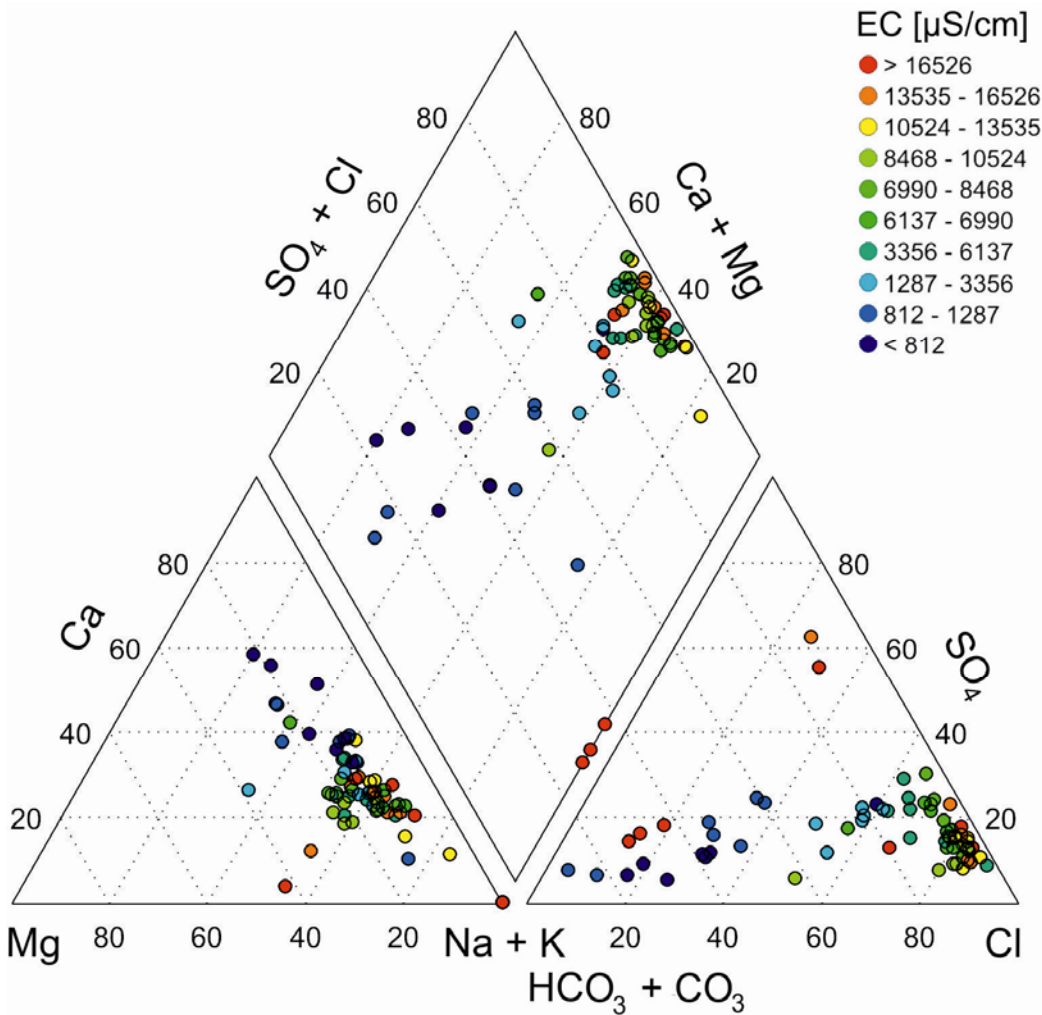 EC [µS/cm]
> 16526
13535 - 16526
10524 - 13535
8468 - 10524
6990 - 8468
6137 - 6990
3356 - 6137
1287 - 3356
812 - 1287
< 812
80 80
SO₄ + Cl Ca + Mg
60 60
40 40
20 20
Ca SO₄
80 80
60 60
40 40
20 20
Mg 80 60 40 20 Na + K
20 40 60 80 Cl
HCO₃ + CO₃